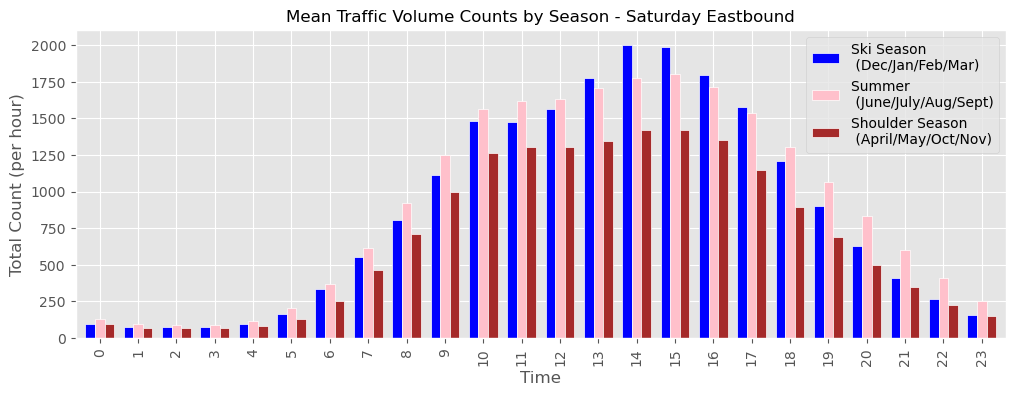 Mean Traffic Volume Counts by Season - Saturday Eastbound
Total Count (per hour)
2000
1750
1500
1250
1000
750
500
250
0
Ski Season
(Dec/Jan/Feb/Mar)
Summer
(June/July/Aug/Sept)
Shoulder Season
(April/May/Oct/Nov)
0 1 2 3 4 5 6 7 8 9 10 11 12 13 14 15 16 17 18 19 20 21 22 23
Time